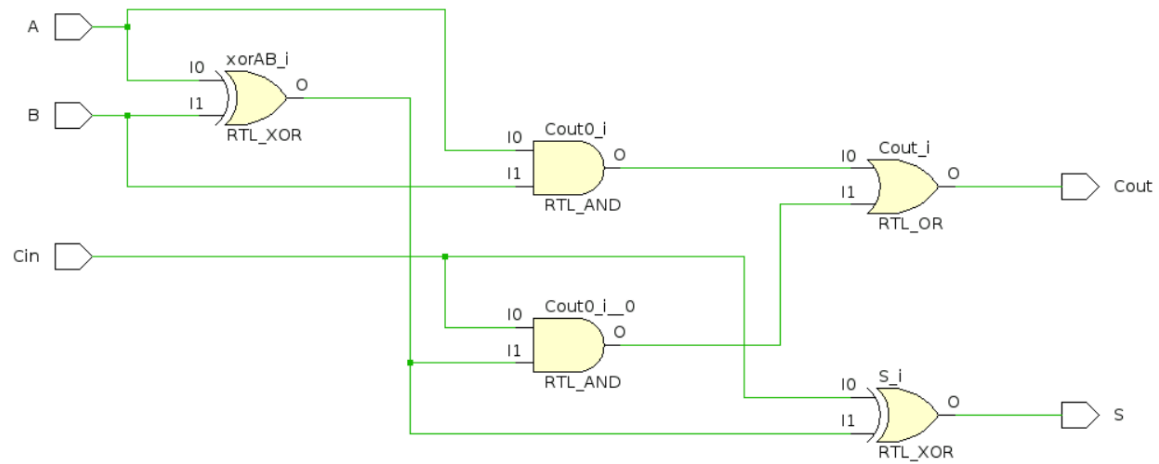 A
I0
xorAB_i
O
B
I1
RTL_XOR
I0
Cout0_i
O
I1
RTL_AND
I0
Cout_i
O
I1
RTL_OR
Cout
Cin
I0
Cout0_i__0
O
I1
RTL_AND
I0
S_i
O
I1
RTL_XOR
S